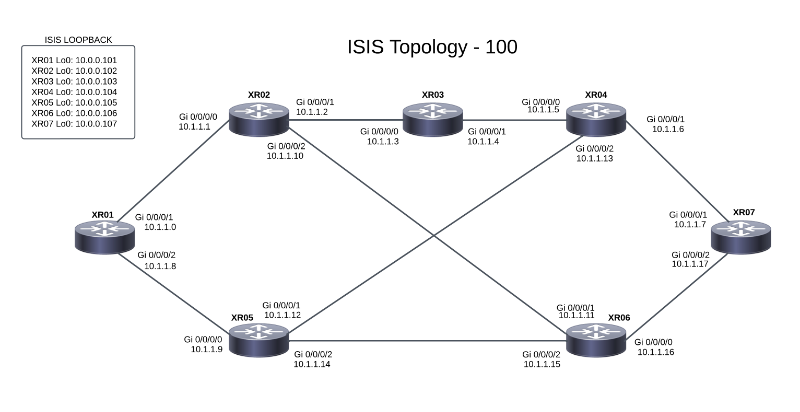 ISIS LOOPBACK
XR01 Lo0: 10.0.0.101
XR02 Lo0: 10.0.0.102
XR03 Lo0: 10.0.0.103
XR04 Lo0: 10.0.0.104
XR05 Lo0: 10.0.0.105
XR06 Lo0: 10.0.0.106
XR07 Lo0: 10.0.0.107
ISIS Topology - 100
XR02
Gi 0/0/0/0
10.1.1.1
Gi 0/0/0/1
10.1.1.2
Gi 0/0/0/2
10.1.1.10
XR03
Gi 0/0/0/0
10.1.1.3
Gi 0/0/0/1
10.1.1.4
XR04
Gi 0/0/0/0
10.1.1.5
Gi 0/0/0/1
10.1.1.6
Gi 0/0/0/2
10.1.1.13
XR01
Gi 0/0/0/1
10.1.1.0
Gi 0/0/0/2
10.1.1.8
XR07
Gi 0/0/0/1
10.1.1.7
Gi 0/0/0/2
10.1.1.17
XR05
Gi 0/0/0/1
10.1.1.12
Gi 0/0/0/0
10.1.1.9
Gi 0/0/0/2
10.1.1.14
XR06
Gi 0/0/0/1
10.1.1.11
Gi 0/0/0/2
10.1.1.15
Gi 0/0/0/0
10.1.1.16